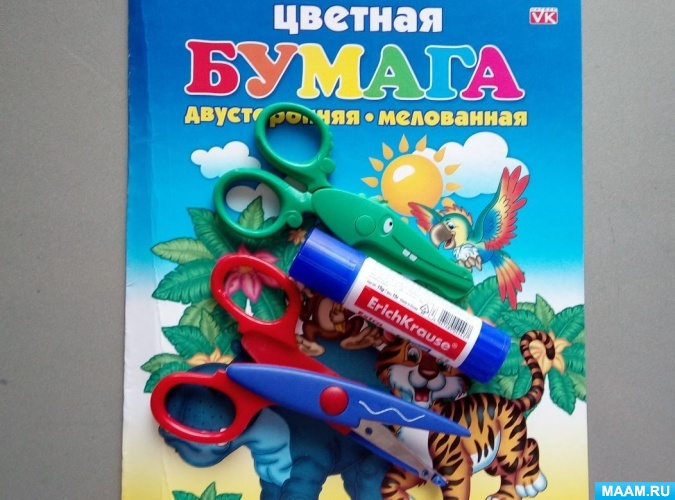 ЦВЕТНАЯ
VK
БУМАГА
ДВУСТОРОННЯЯ • МЕЛОВАННАЯ
ErichKrause®
MAAM.RU